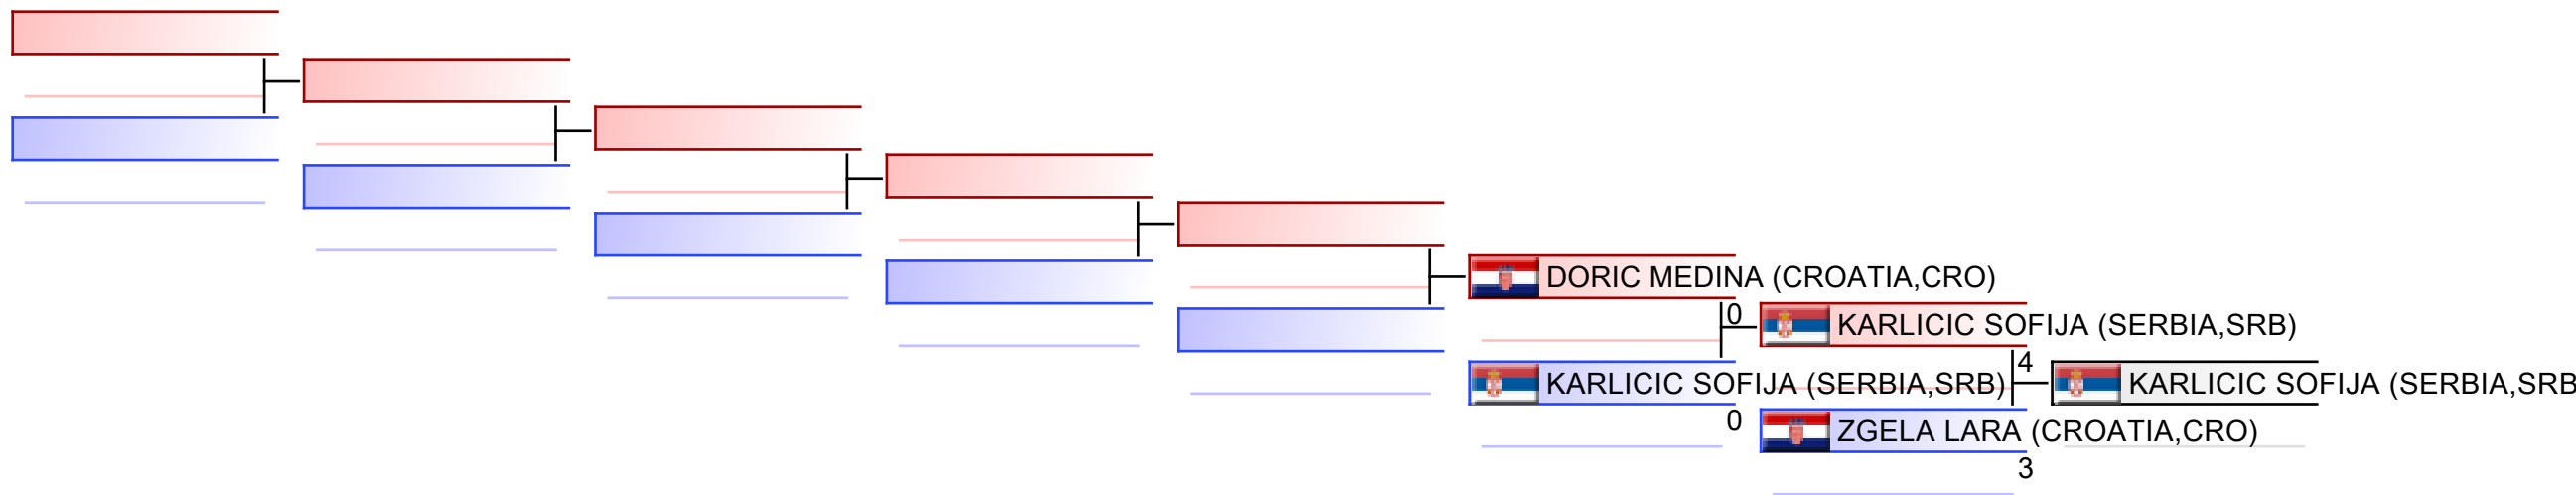 DORIC MEDINA (CROATIA,CRO)
0
KARLICIC SOFIJA (SERBIA,SRB)
4
KARLICIC SOFIJA (SERBIA,SRB)
KARLICIC SOFIJA (SERBIA,SRB
0
ZGELA LARA (CROATIA,CRO)
3